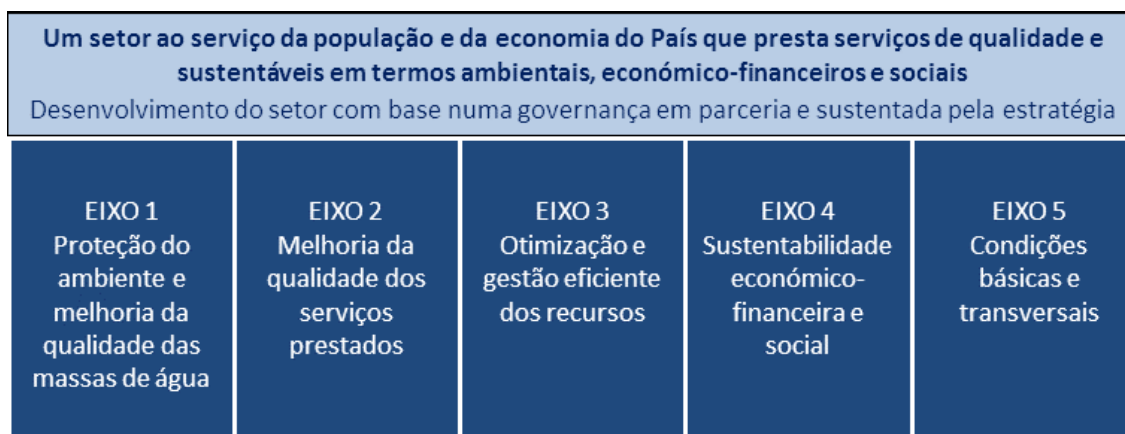 Um setor ao serviço da população e da economia do País que presta serviços de qualidade e
sustentáveis em termos ambientais, económico-financeiros e sociais
Desenvolvimento do setor com base numa governança em parceria e sustentada pela estratégia
EIXO 1
Proteção do
ambiente e
melhoria da
qualidade das
massas de água
EIXO 2
Melhoria da
qualidade dos
serviços
prestados
EIXO 3
Otimização e
gestão eficiente
dos recursos
EIXO 4
Sustentabilidade
económico-
financeira e
social
EIXO 5
Condições
básicas e
transversais